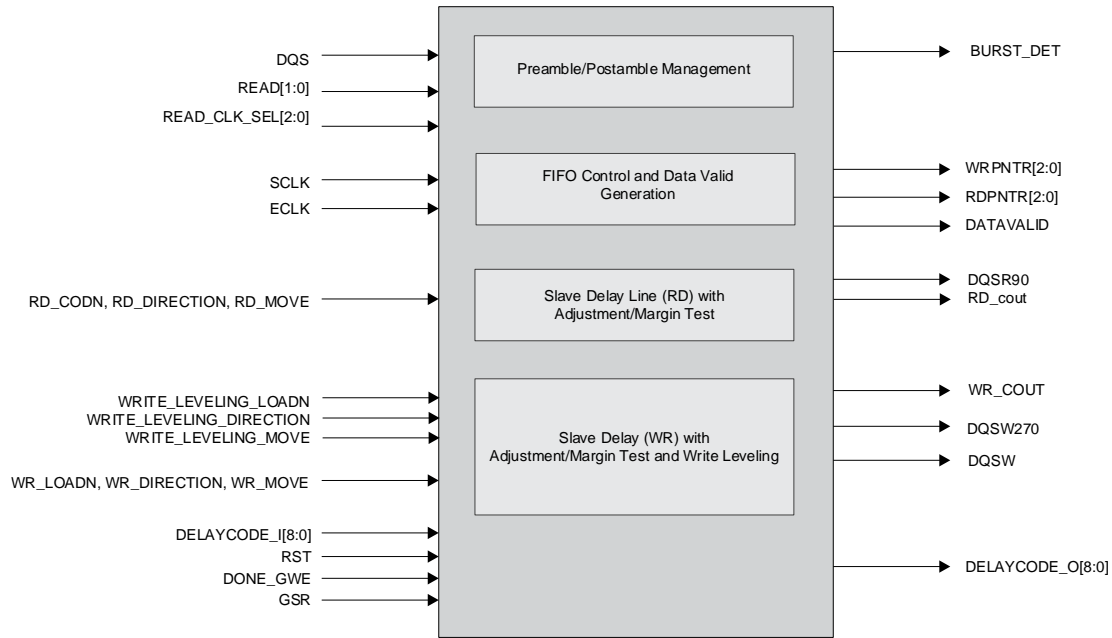 DQS
READ[1:0]
READ_CLK_SEL[2:0]
Preamble/Postamble Management
BURST_DET
SCLK
ECLK
FIFO Control and Data Valid
Generation
WRPNTR[2:0]
RDPNTR[2:0]
DATAVALID
RD_CODN, RD_DIRECTION, RD_MOVE
Slave Delay Line (RD) with
Adjustment/Margin Test
DQSR90
RD_cout
WRITE_LEVELING_LOADN
WRITE_LEVELING_DIRECTION
WRITE_LEVELING_MOVE
WR_LOADN, WR_DIRECTION, WR_MOVE
Slave Delay (WR) with
Adjustment/Margin Test and Write Leveling
WR_COUT
DQSW270
DQSW
DELAYCODE_I[8:0]
RST
DONE_GWE
GSR
DELAYCODE_O[8:0]